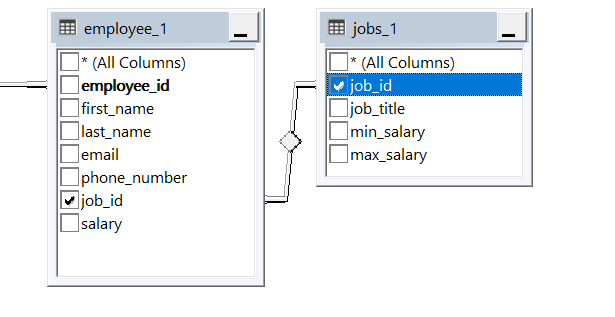 employee_1
* (All Columns)
employee_id
first_name
last_name
email
phone_number
job_id
salary
jobs_1
* (All Columns)
job_id
job_title
min_salary
max_salary